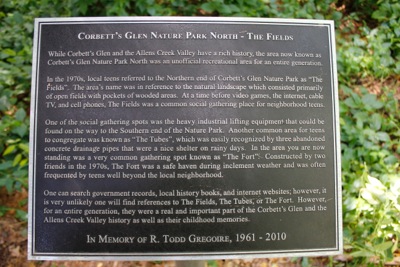 CORBETT'S GLEN NATURE PARK NORTH - THE FIELDS
While Corbett's Glen and the Allens Creek Valley have a rich history, the area now known as
Corbett's Glen Nature Park North was an unofficial recreational area for an entire generation.
In the 1970s, local teens referred to the Northern end of Corbett's Glen Nature Park as "The
Fields". The area's name was in reference to the natural landscape which consisted primarily
of open fields with pockets of wooded areas. At a time before video games, the internet, cable
TV, and cell phones, The Fields was a common social gathering place for neighborhood teens.
One of the social gathering spots was the heavy industrial lifting equipment that could be
found on the way to the Southern end of the Nature Park. Another common area for teens
to congregate was known as "The Tubes", which was easily recognized by three abandoned
concrete drainage pipes that were a nice shelter on rainy days. In the area you are now
standing was a very common gathering spot known as "The Fort". Constructed by two
friends in the 1970s, The Fort was a safe haven during inclement weather and was often
frequented by teens well beyond the local neighborhood.
One can search government records, local history books, and internet websites; however, it
is very unlikely one will find references to The Fields, The Tubes, or The Fort. However,
for an entire generation, they were a real and important part of the Corbett's Glen and the
Allens Creek Valley history as well as their childhood memories.
IN MEMORY OF R. TODD GREGOIRE, 1961 - 2010